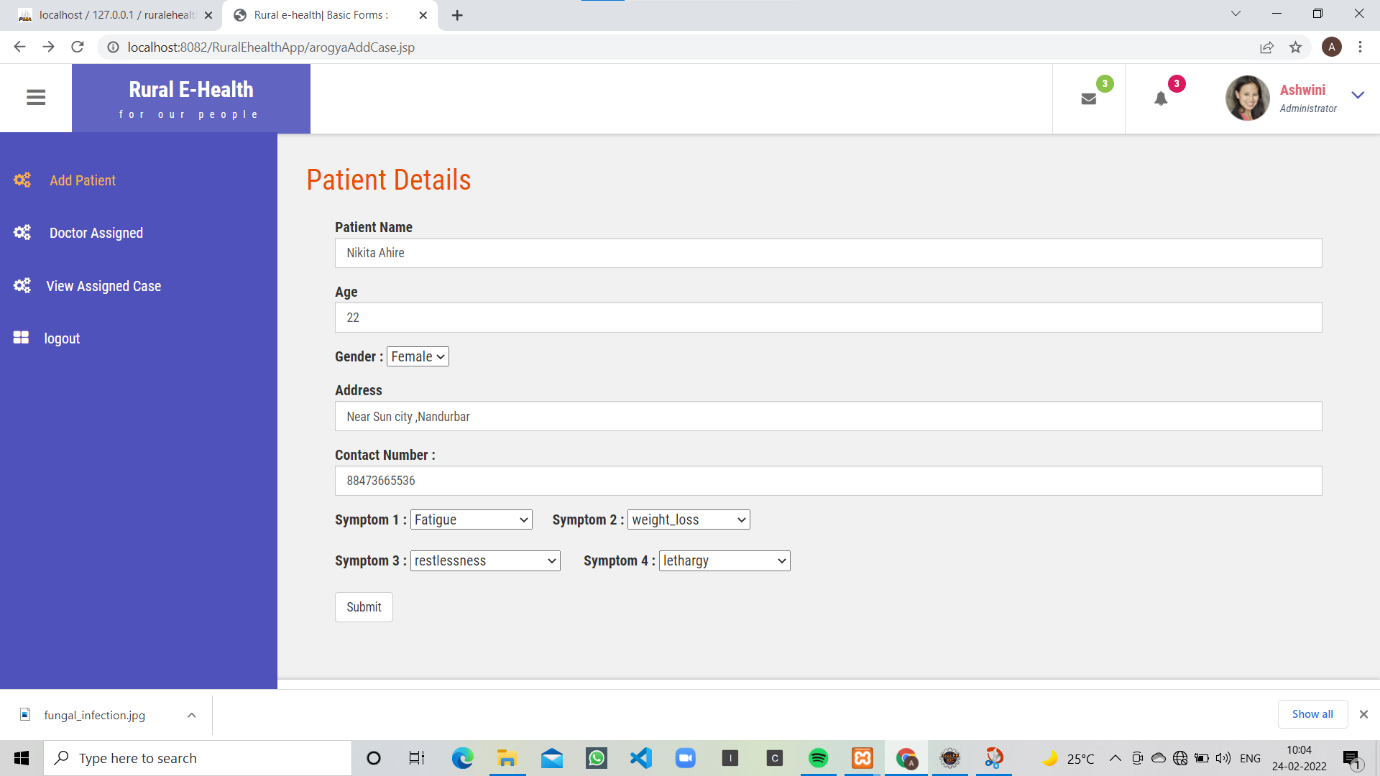 localhost / 127.0.0.1 / ruralehealt
Rural e-health| Basic Forms :
localhost:8082/RuralEhealthApp/arogyaAddCase.jsp
A
Rural E-Health
for our people
3
3
Ashwini
Administrator
Add Patient
Doctor Assigned
View Assigned Case
logout
Patient Details
Patient Name
Nikita Ahire
Age
22
Gender : Female
Address
Near Sun city ,Nandurbar
Contact Number :
88473665536
Symptom 1 : Fatigue Symptom 2 : weight_loss
Symptom 3 : restlessness Symptom 4 : lethargy
Submit
fungal_infection.jpg
Show all
Type here to search
I
C
A
25°C
ENG
10:04
24-02-2022
1